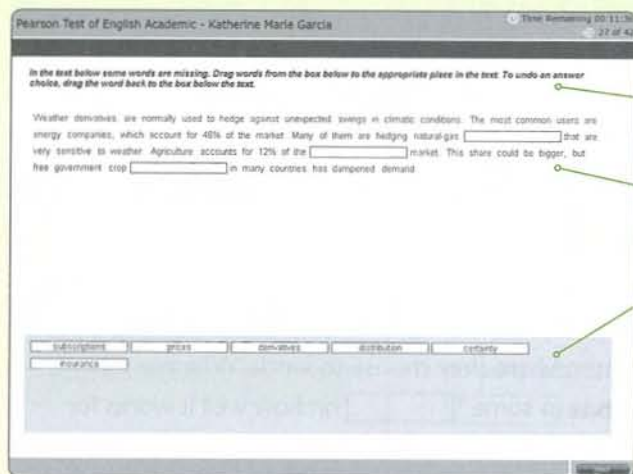 Pearson Test of English Academic - Katherine Marie Garcia
Time Remaining 00:11:36
27 of 42
In the text below some words are missing. Drag words from the box below to the appropriate place in the text. To undo an answer
choice, drag the word back to the box below the text.
Weather derivatives are normally used to hedge against unexpected swings in climatic conditions. The most common users are
energy companies, which account for 46% of the market. Many of them are hedging natural-gas that are
very sensitive to weather. Agriculture accounts for 12% of the market. This share could be bigger, but
free government crop in many countries has dampened demand.
subscriptions prices derivatives distribution certainty
insurance